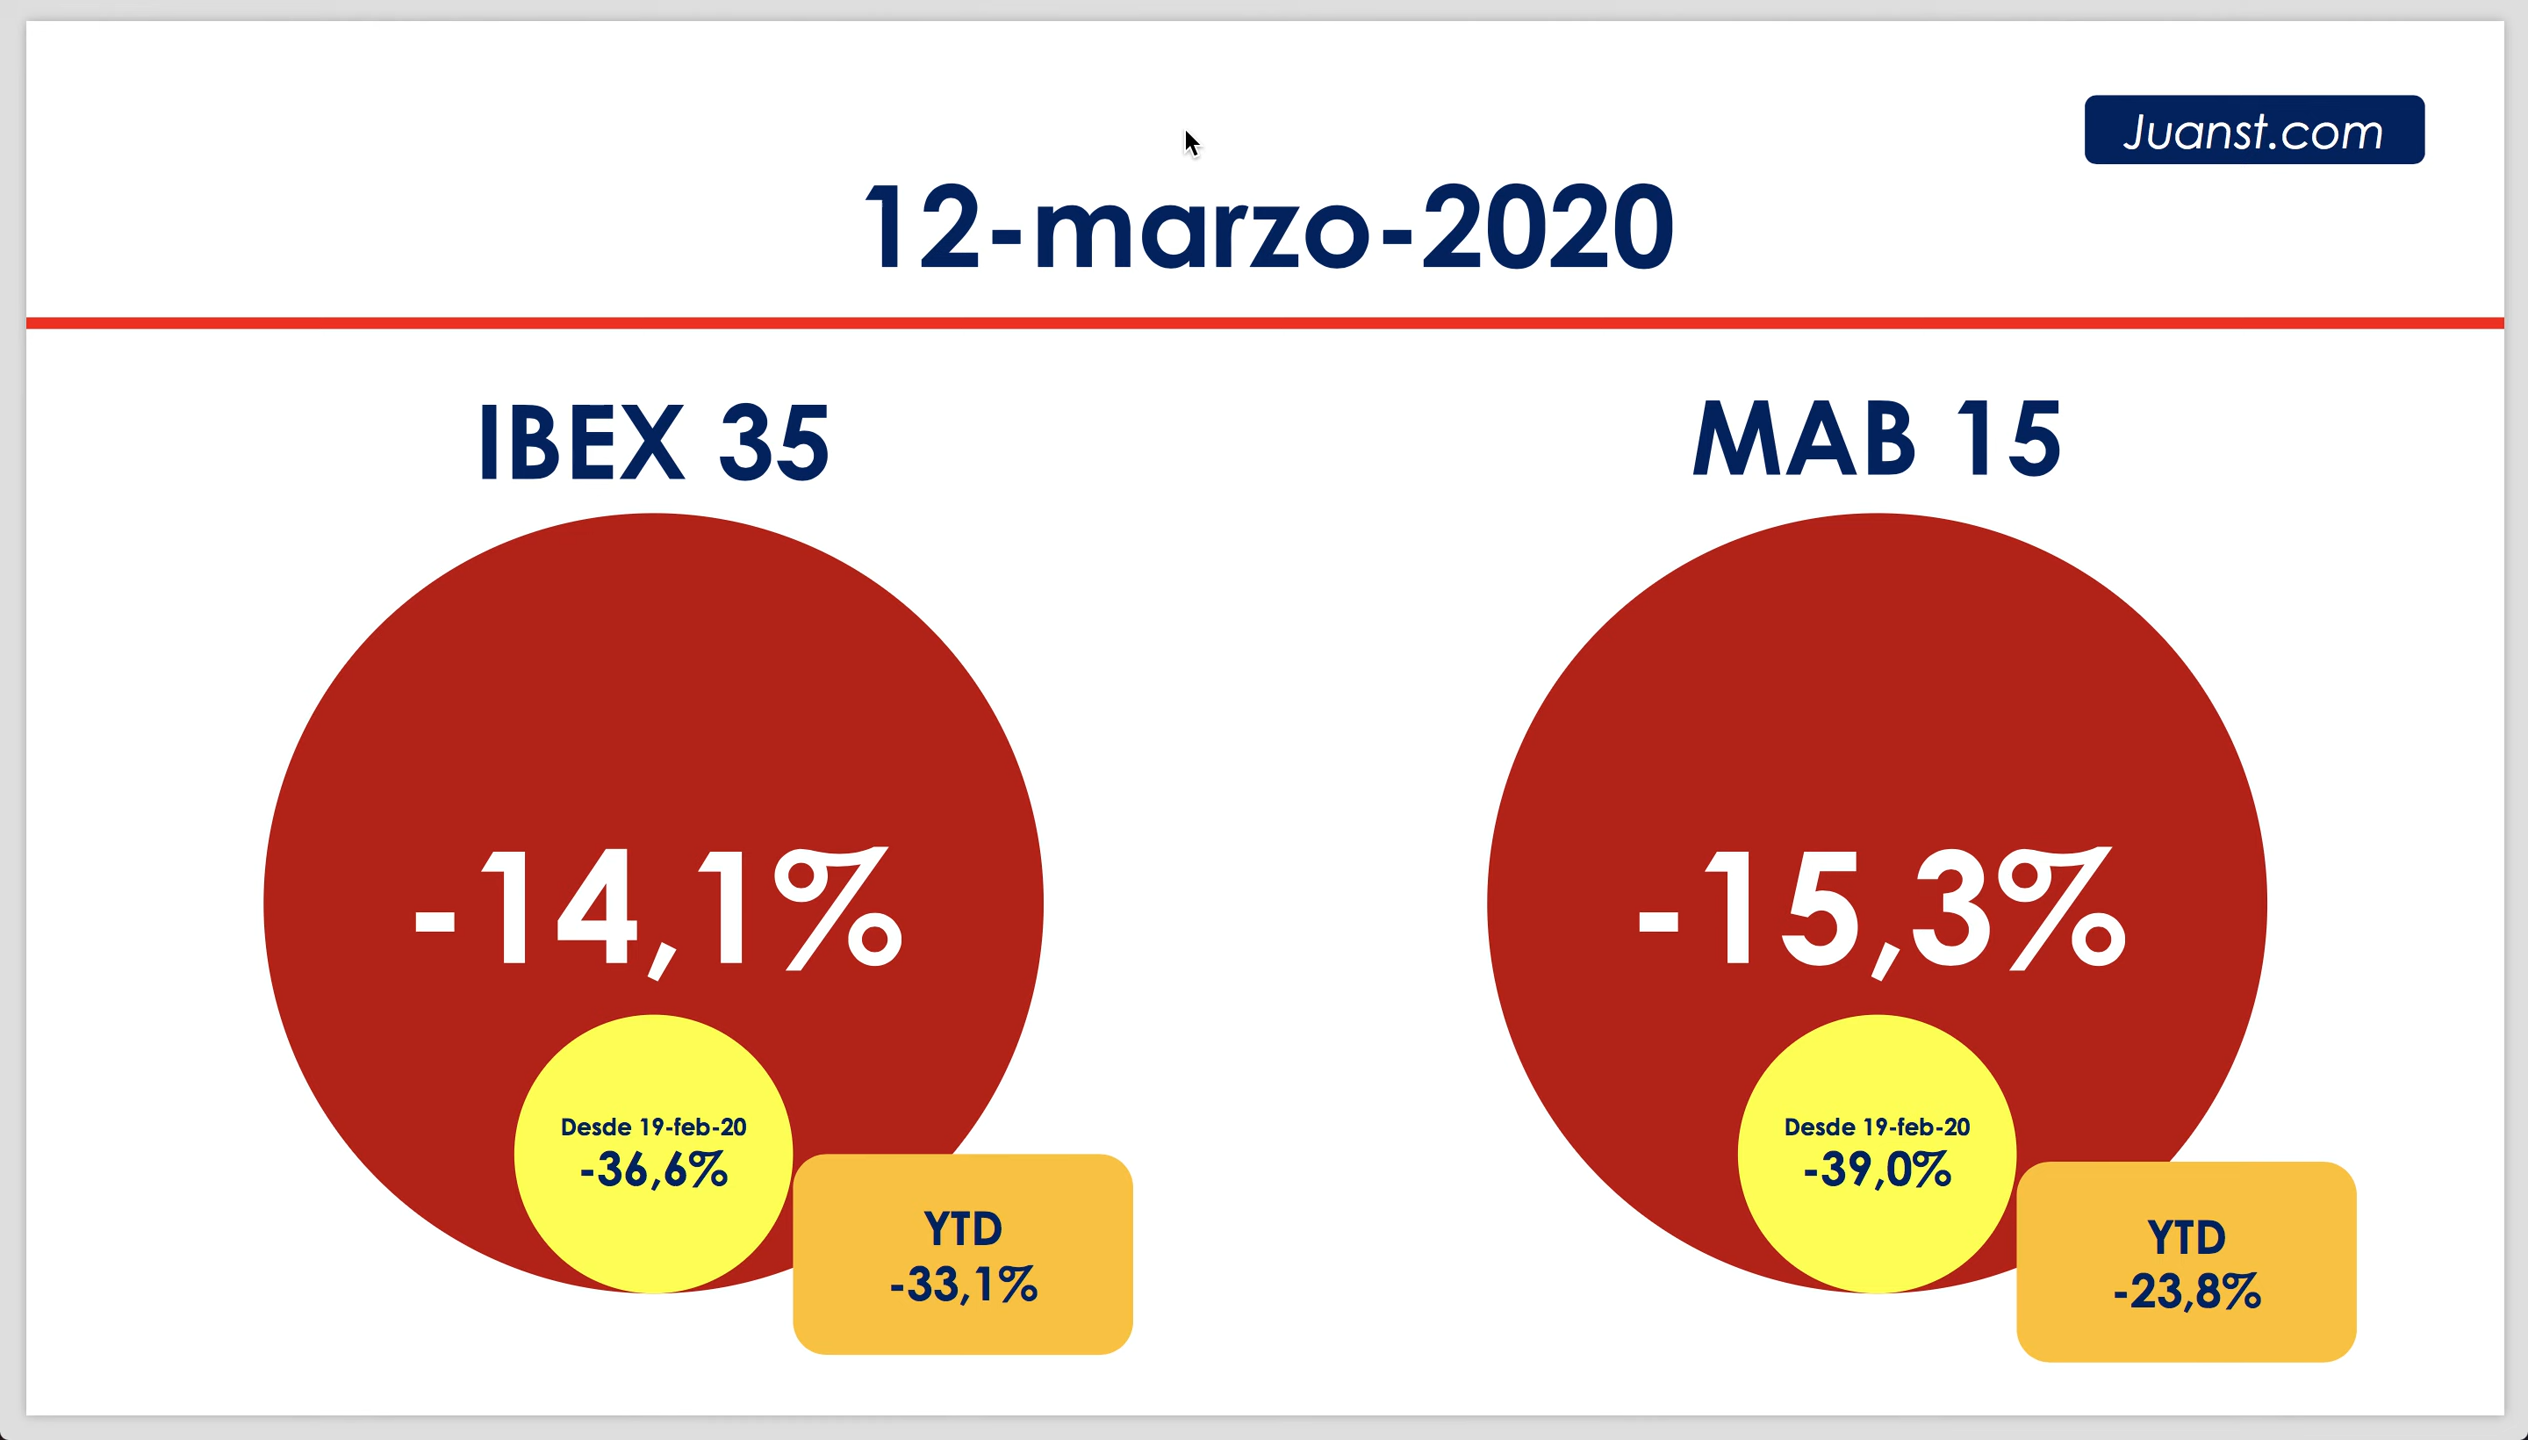 Juanst.com
12-marzo-2020
IBEX 35
-14,1%
Desde 19-feb-20
-36,6%
YTD
-33,1%
MAB 15
-15,3%
Desde 19-feb-20
-39,0%
YTD
-23,8%